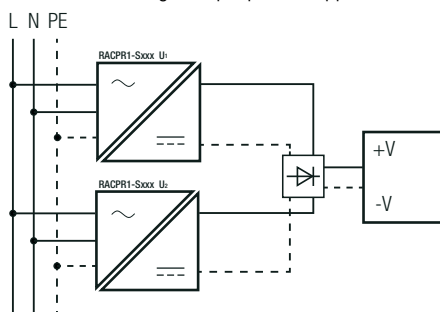 L N PE
RACPR1-Sxxx U1
+V
-V
RACPR1-Sxxx U2